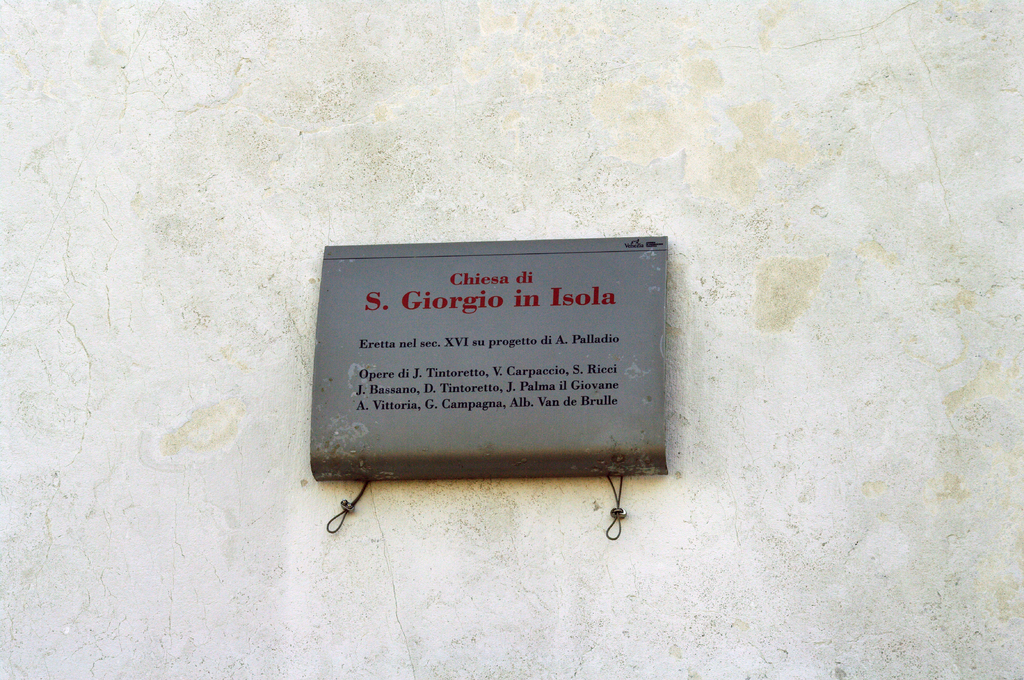 Venezia
Chiesa di
S. Giorgio in Isola
Eretta nel sec. XVI su progetto di A. Palladio
Opere di J. Tintoretto, V. Carpaccio, S. Ricci
J. Bassano, D. Tintoretto, J. Palma il Giovane
A. Vittoria, G. Campagna, Alb. Van de Brulle